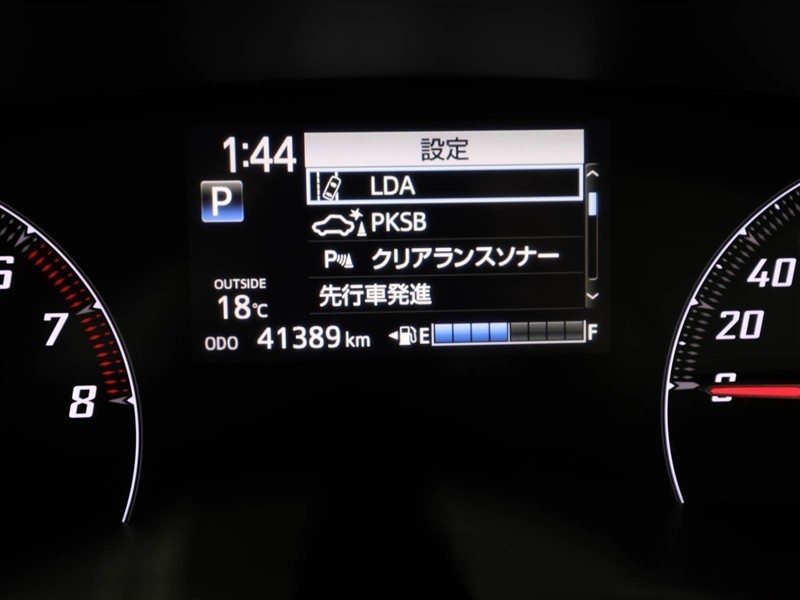 1:44
設定
LDA
P
PKSB
P クリアランスソナー
先行車発進
OUTSIDE
18℃
ODO 41389 km
E F
6
7
8
40
20
0